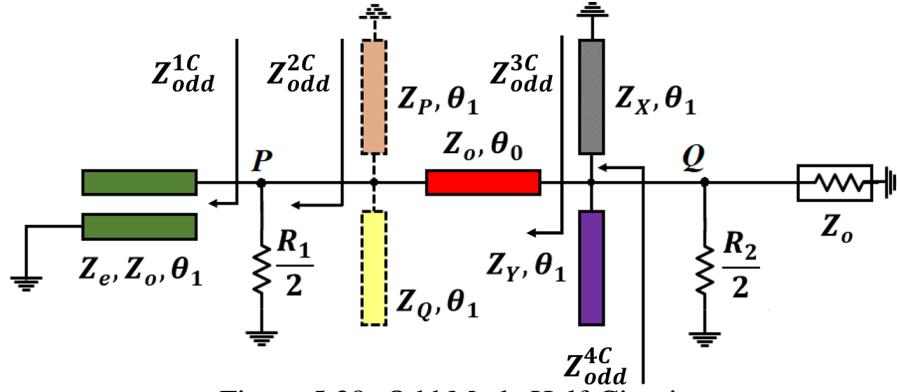 Z_odd^1C
Z_odd^2C
Z_odd^3C
Z_P, θ_1
Z_X, θ_1
Z_o, θ_0
P
Q
Z_e, Z_o, θ_1
R_1/2
Z_Q, θ_1
Z_Y, θ_1
R_2/2
Z_o
Z_odd^4C